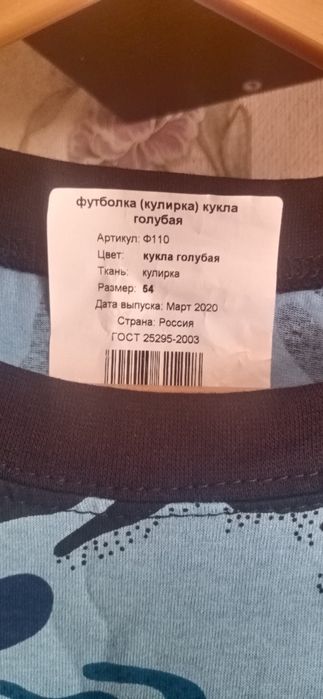 футболка (кулирка) кукла
голубая
Артикул: Ф110
Цвет: кукла голубая
Ткань: кулирка
Размер: 54
Дата выпуска: Март 2020
Страна: Россия
ГОСТ 25295-2003